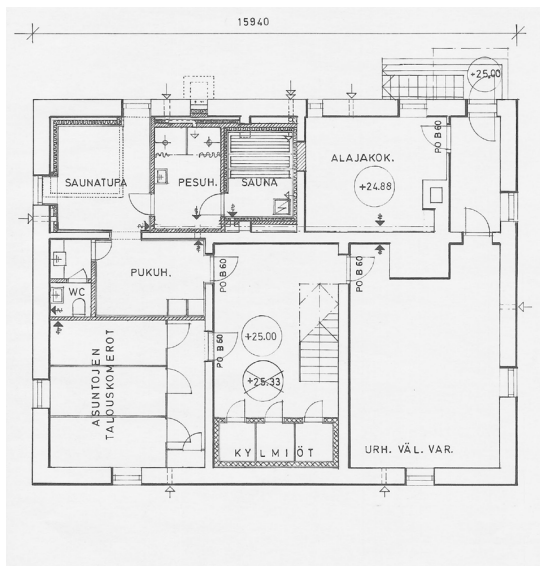 15940
+25.00
PO B 60
ALAJAKOK.
SAUNATUPA
PESUH.
SAUNA
+24.88
PUKUH.
PO B 60
PO B 60
WC
+25.00
PO B 60
+25.33
ASUNTOJEN
TALOUSKOMEROT
KYLMIÖT
URH. VÄL. VAR.